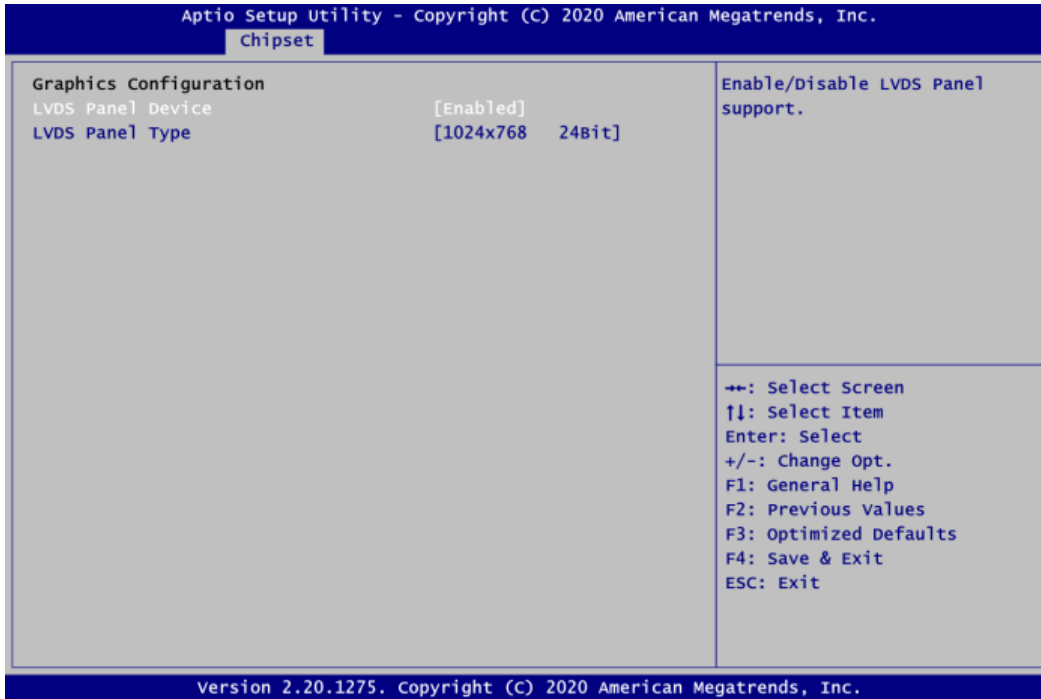 Aptio Setup Utility - Copyright (C) 2020 American Megatrends, Inc.
Chipset
Graphics Configuration
LVDS Panel Device [Enabled]
LVDS Panel Type [1024x768 24Bit]
Enable/Disable LVDS Panel
support.
→←: Select Screen
↑↓: Select Item
Enter: Select
+/-: Change Opt.
F1: General Help
F2: Previous Values
F3: Optimized Defaults
F4: Save & Exit
ESC: Exit
Version 2.20.1275. Copyright (C) 2020 American Megatrends, Inc.